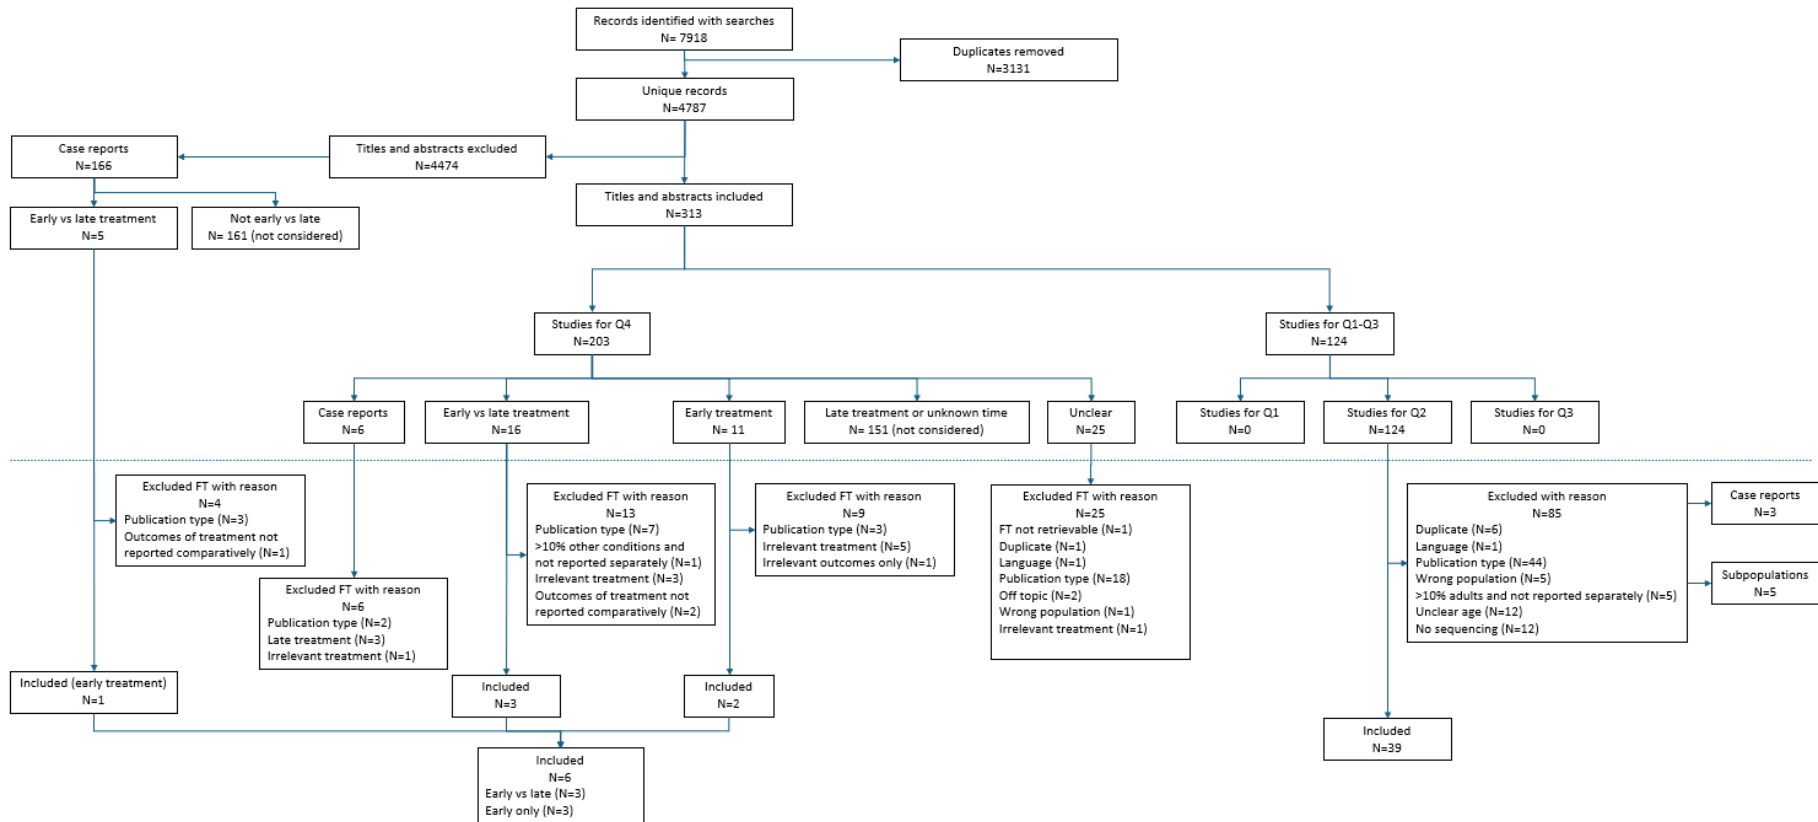 Records identified with searches
N= 7918
Duplicates removed
N=3131
Unique records
N=4787
Case reports
N=166
Titles and abstracts excluded
N=4474
Titles and abstracts included
N=313
Early vs late treatment
N=5
Not early vs late
N= 161 (not considered)
Studies for Q4
N=203
Studies for Q1-Q3
N=124
Case reports
N=6
Early vs late treatment
N=16
Early treatment
N= 11
Late treatment or unknown time
N= 151 (not considered)
Unclear
N=25
Studies for Q1
N=0
Studies for Q2
N=124
Studies for Q3
N=0
Excluded FT with reason
N=4
Publication type (N=3)
Outcomes of treatment not
reported comparatively (N=1)
Excluded FT with reason
N=6
Publication type (N=2)
Late treatment (N=3)
Irrelevant treatment (N=1)
Excluded FT with reason
N=13
Publication type (N=7)
>10% other conditions and
not reported separately (N=1)
Irrelevant treatment (N=3)
Outcomes of treatment not
reported comparatively (N=2)
Excluded FT with reason
N=9
Publication type (N=3)
Irrelevant treatment (N=5)
Irrelevant outcomes only (N=1)
Excluded FT with reason
N=25
FT not retrievable (N=1)
Duplicate (N=1)
Language (N=1)
Publication type (N=18)
Off topic (N=2)
Wrong population (N=1)
Irrelevant treatment (N=1)
Excluded with reason
N=85
Duplicate (N=6)
Language (N=1)
Publication type (N=44)
Wrong population (N=5)
>10% adults and not reported separately (N=5)
Unclear age (N=12)
No sequencing (N=12)
Case reports
N=3
Subpopulations
N=5
Included (early treatment)
N=1
Included
N=3
Included
N=2
Included
N=39
Included
N=6
Early vs late (N=3)
Early only (N=3)